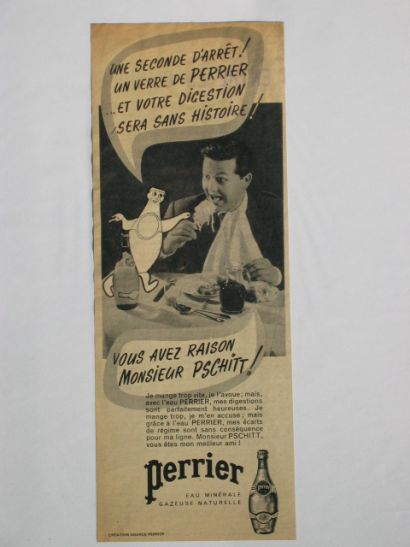 UNE SECONDE D'ARRÊT!
UN VERRE DE PERRIER
...ET VOTRE DIGESTION
SERA SANS HISTOIRE!!
VOUS AVEZ RAISON
MONSIEUR PSCHITT!
Je mange trop vite, je l'avoue; mais,
avec l'eau PERRIER, mes digestions
sont parfaitement heureuses. Je
mange trop, je m'en accuse; mais
grâce à l'eau PERRIER, mes écarts
de régime sont sans conséquence
pour ma ligne. Monsieur PSCHITT,
vous êtes mon meilleur ami!
perrier
EAU MINÉRALE
GAZEUSE NATURELLE